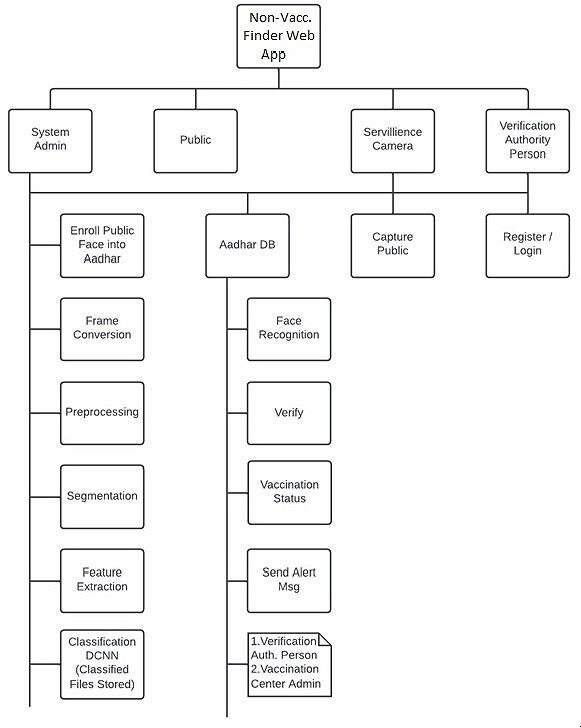 Non-Vacc.
Finder Web
App
System
Admin
Public
Servillience
Camera
Verification
Authority
Person
Enroll Public
Face into
Aadhar
Aadhar DB
Capture
Public
Register /
Login
Frame
Conversion
Face
Recognition
Preprocessing
Verify
Segmentation
Vaccination
Status
Feature
Extraction
Send Alert
Msg
Classification
DCNN
(Classified
Files Stored)
1.Verification
Auth. Person
2.Vaccination
Center Admin